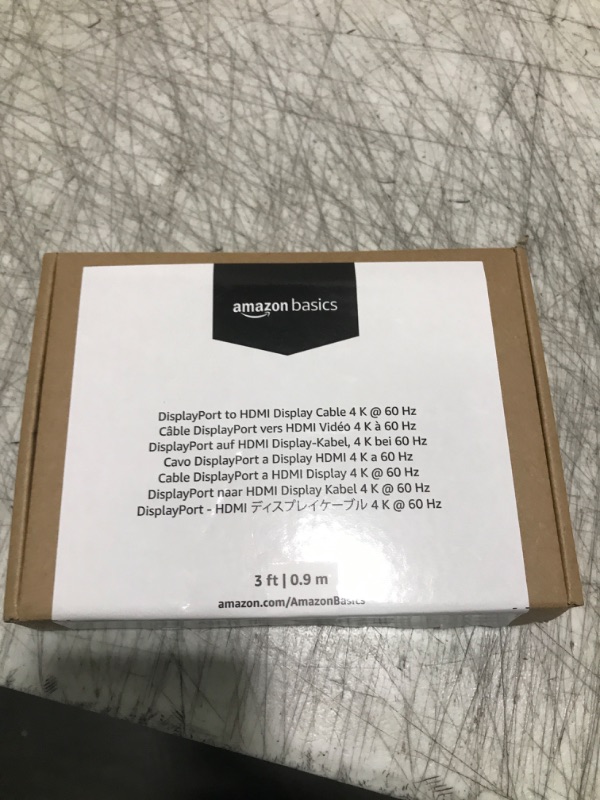 amazon basics
DisplayPort to HDMI Display Cable 4 K @ 60 Hz
Câble DisplayPort vers HDMI Vidéo 4 K à 60 Hz
DisplayPort auf HDMI Display-Kabel, 4 K bei 60 Hz
Cavo DisplayPort a Display HDMI 4 K a 60 Hz
Cable DisplayPort a HDMI Display 4 K @ 60 Hz
DisplayPort naar HDMI Display Kabel 4 K @ 60 Hz
DisplayPort - HDMI ディスプレイケーブル 4 K @ 60 Hz
3 ft | 0.9 m
amazon.com/AmazonBasics